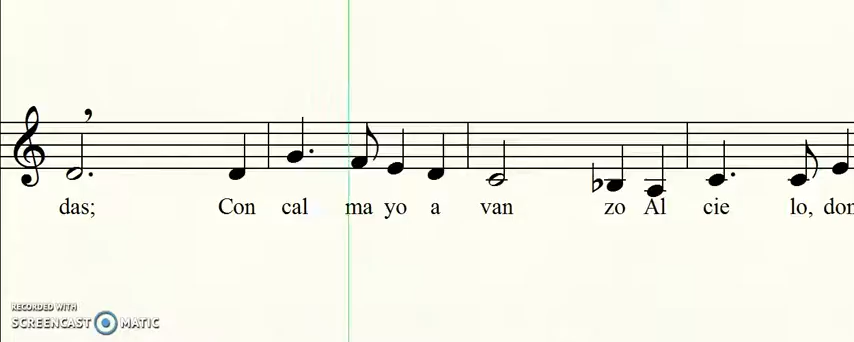 das; Con cal ma yo a van zo Al cie lo, don
RECORDED WITH
SCREENCAST MATIC